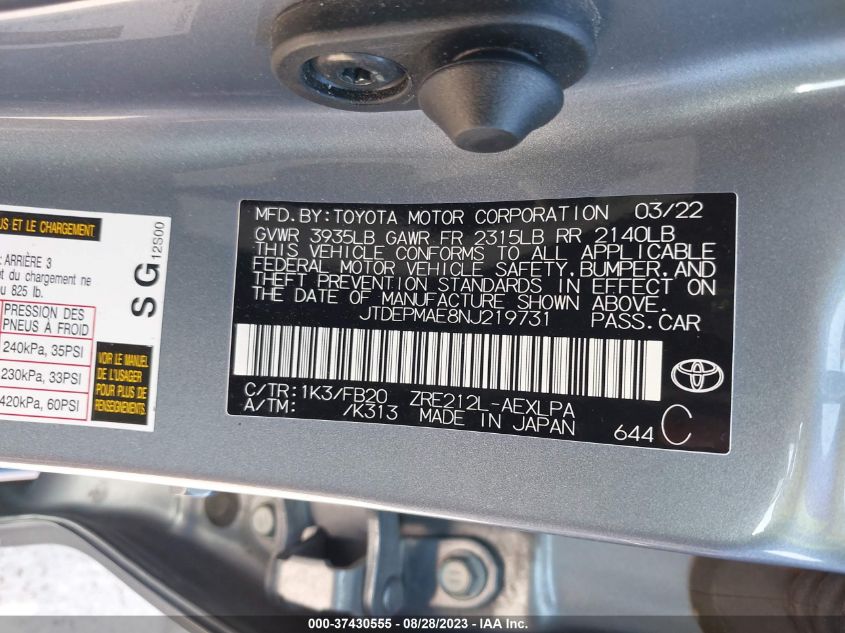 US ET LE CHARGEMENT.
: ARRIÈRE 3
t du chargement ne
ou 825 lb.
PRESSION DES
PNEUS À FROID
240kPa, 35PSI
230kPa, 33PSI
420kPa, 60PSI
VOIR LE MANUEL
DE L'USAGER
POUR PLUS DE
RENSEIGNEMENTS.
SG
12S00
MFD.BY:TOYOTA MOTOR CORPORATION 03/22
GVWR 3935LB GAWR FR 2315LB RR 2140LB
THIS VEHICLE CONFORMS TO ALL APPLICABLE
FEDERAL MOTOR VEHICLE SAFETY,BUMPER,AND
THEFT PREVENTION STANDARDS IN EFFECT ON
THE DATE OF MANUFACTURE SHOWN ABOVE.
JTDEPMAE8NJ219731 PASS.CAR
C/TR:1K3/FB20 ZRE212L-AEXLPA
A/TM: /K313 MADE IN JAPAN
644 C
000-37430555 - 08/28/2023 - IAA Inc.